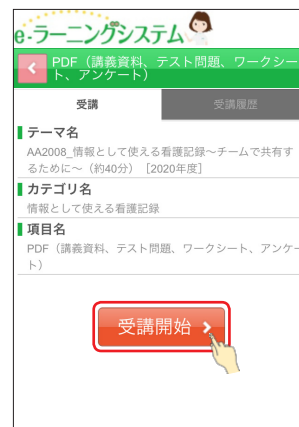 e-ラーニングシステム
PDF（講義資料、テスト問題、ワークシー
ト、アンケート）
受講
受講履歴
テーマ名
AA2008_情報として使える看護記録～チームで共有す
るために～（約40分）［2020年度］
カテゴリ名
情報として使える看護記録
項目名
PDF（講義資料、テスト問題、ワークシート、アンケー
ト）
受講開始